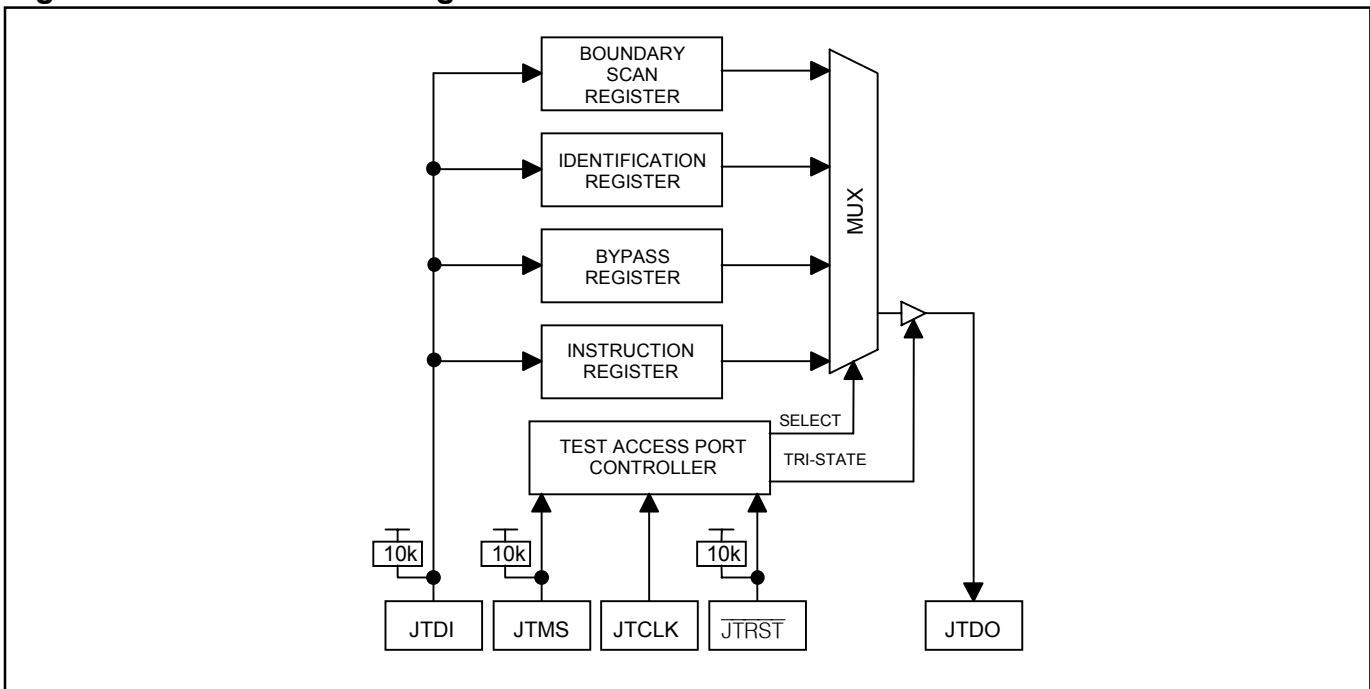 BOUNDARY
SCAN
REGISTER
IDENTIFICATION
REGISTER
BYPASS
REGISTER
INSTRUCTION
REGISTER
MUX
SELECT
TEST ACCESS PORT
CONTROLLER
TRI-STATE
10k
10k
10k
JTDI
JTMS
JTCLK
JTRST
JTDO